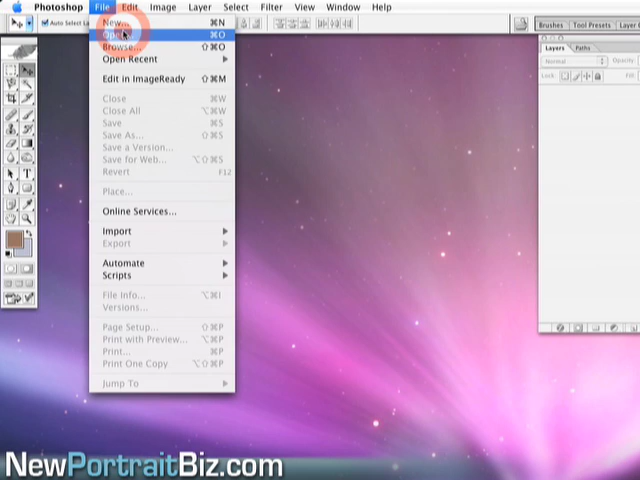 Photoshop File Edit Image Layer Select Filter View Window Help
Auto Select
Brushes Tool Presets
New... ⌘N
⌘O
Browse... ⇧⌘O
Open Recent
Edit in ImageReady ⇧⌘M
Close ⌘W
Close All ⌥⌘W
Save ⌘S
Save As... ⇧⌘S
Save a Version...
Save for Web... ⌥⇧⌘S
Revert F12
Place...
Online Services...
Import
Export
Automate
Scripts
File Info... ⌥⌘I
Versions...
Page Setup... ⇧⌘P
Print with Preview... ⌥⌘P
Print... ⌘P
Print One Copy ⌥⇧⌘P
Jump To
Layers Paths
Normal Opacity
Lock: Fill
NewPortraitBiz.com